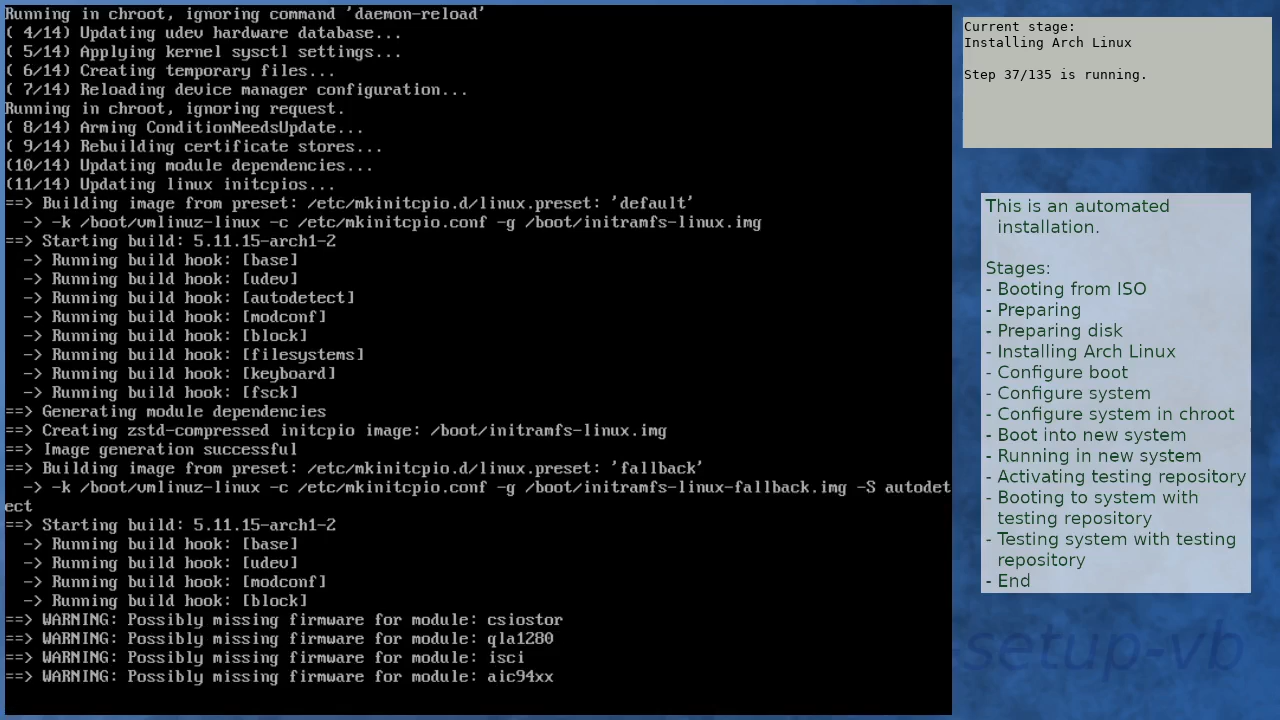 Running in chroot, ignoring command 'daemon-reload'
( 4/14) Updating udev hardware database...
( 5/14) Applying kernel sysctl settings...
( 6/14) Creating temporary files...
( 7/14) Reloading device manager configuration...
Running in chroot, ignoring request.
( 8/14) Arming ConditionNeedsUpdate...
( 9/14) Rebuilding certificate stores...
(10/14) Updating module dependencies...
(11/14) Updating linux initcpios...
==> Building image from preset: /etc/mkinitcpio.d/linux.preset: 'default'
  -> -k /boot/vmlinuz-linux -c /etc/mkinitcpio.conf -g /boot/initramfs-linux.img
==> Starting build: 5.11.15-arch1-2
  -> Running build hook: [base]
  -> Running build hook: [udev]
  -> Running build hook: [autodetect]
  -> Running build hook: [modconf]
  -> Running build hook: [block]
  -> Running build hook: [filesystems]
  -> Running build hook: [keyboard]
  -> Running build hook: [fsck]
==> Generating module dependencies
==> Creating zstd-compressed initcpio image: /boot/initramfs-linux.img
==> Image generation successful
==> Building image from preset: /etc/mkinitcpio.d/linux.preset: 'fallback'
  -> -k /boot/vmlinuz-linux -c /etc/mkinitcpio.conf -g /boot/initramfs-linux-fallback.img -S autodet
ect
==> Starting build: 5.11.15-arch1-2
  -> Running build hook: [base]
  -> Running build hook: [udev]
  -> Running build hook: [modconf]
  -> Running build hook: [block]
==> WARNING: Possibly missing firmware for module: csiostor
==> WARNING: Possibly missing firmware for module: qla1280
==> WARNING: Possibly missing firmware for module: isci
==> WARNING: Possibly missing firmware for module: aic94xx
Current stage:
Installing Arch Linux
Step 37/135 is running.
This is an automated
installation.
Stages:
- Booting from ISO
- Preparing
- Preparing disk
- Installing Arch Linux
- Configure boot
- Configure system
- Configure system in chroot
- Boot into new system
- Running in new system
- Activating testing repository
- Booting to system with
testing repository
- Testing system with testing
repository
- End
-setup-vb